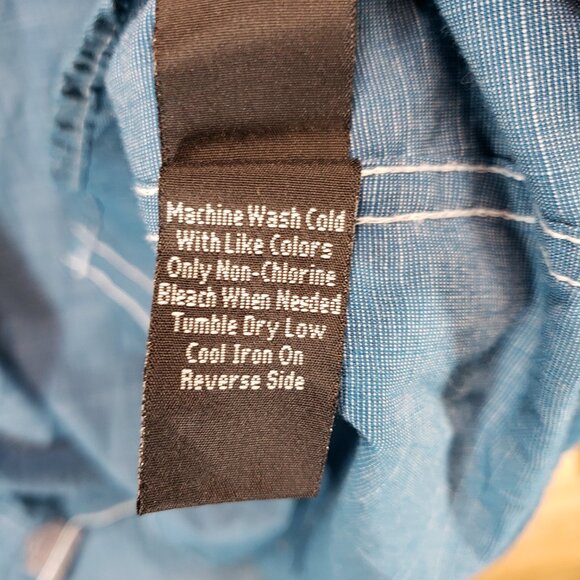 Machine Wash Cold
With Like Colors
Only Non-Chlorine
Bleach When Needed
Tumble Dry Low
Cool Iron On
Reverse Side